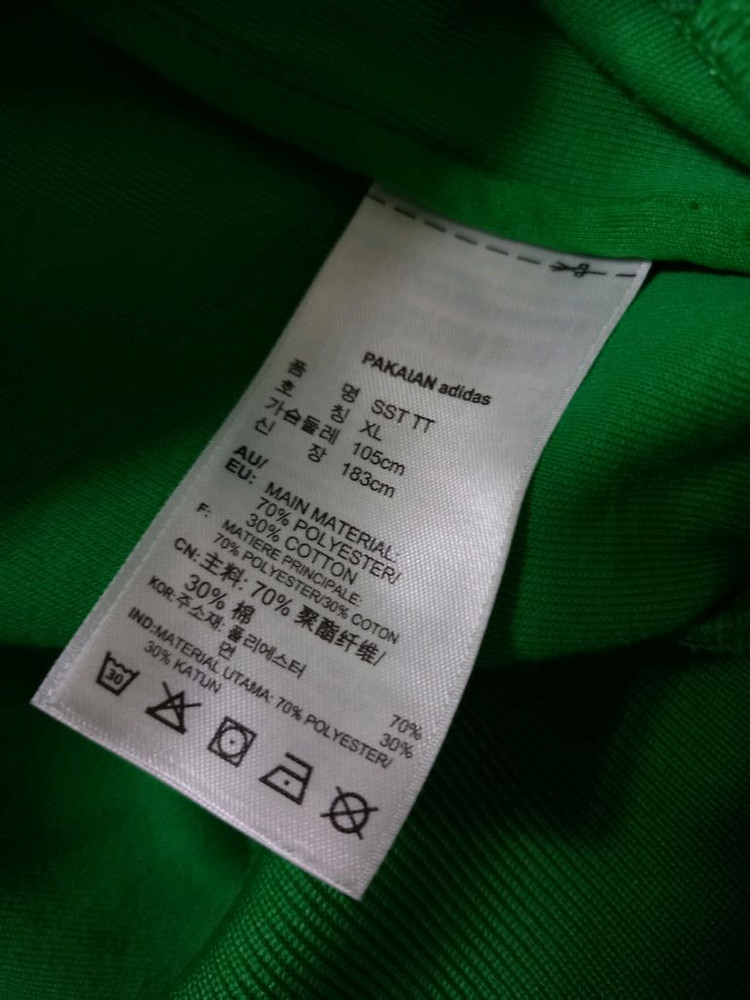 PAKAIAN adidas
품 명 SST TT
호 칭 XL
가슴둘레 105cm
신 장 183cm
AU/
EU: MAIN MATERIAL:
70% POLYESTER/
30% COTTON
F: MATIERE PRINCIPALE:
70% POLYESTER/30% COTON
CN: 主料: 70% 聚酯纤维/
30% 棉
KOR: 주소재: 폴리에스터 70%
면 30%
IND:MATERIAL UTAMA: 70% POLYESTER/
30% KATUN
30